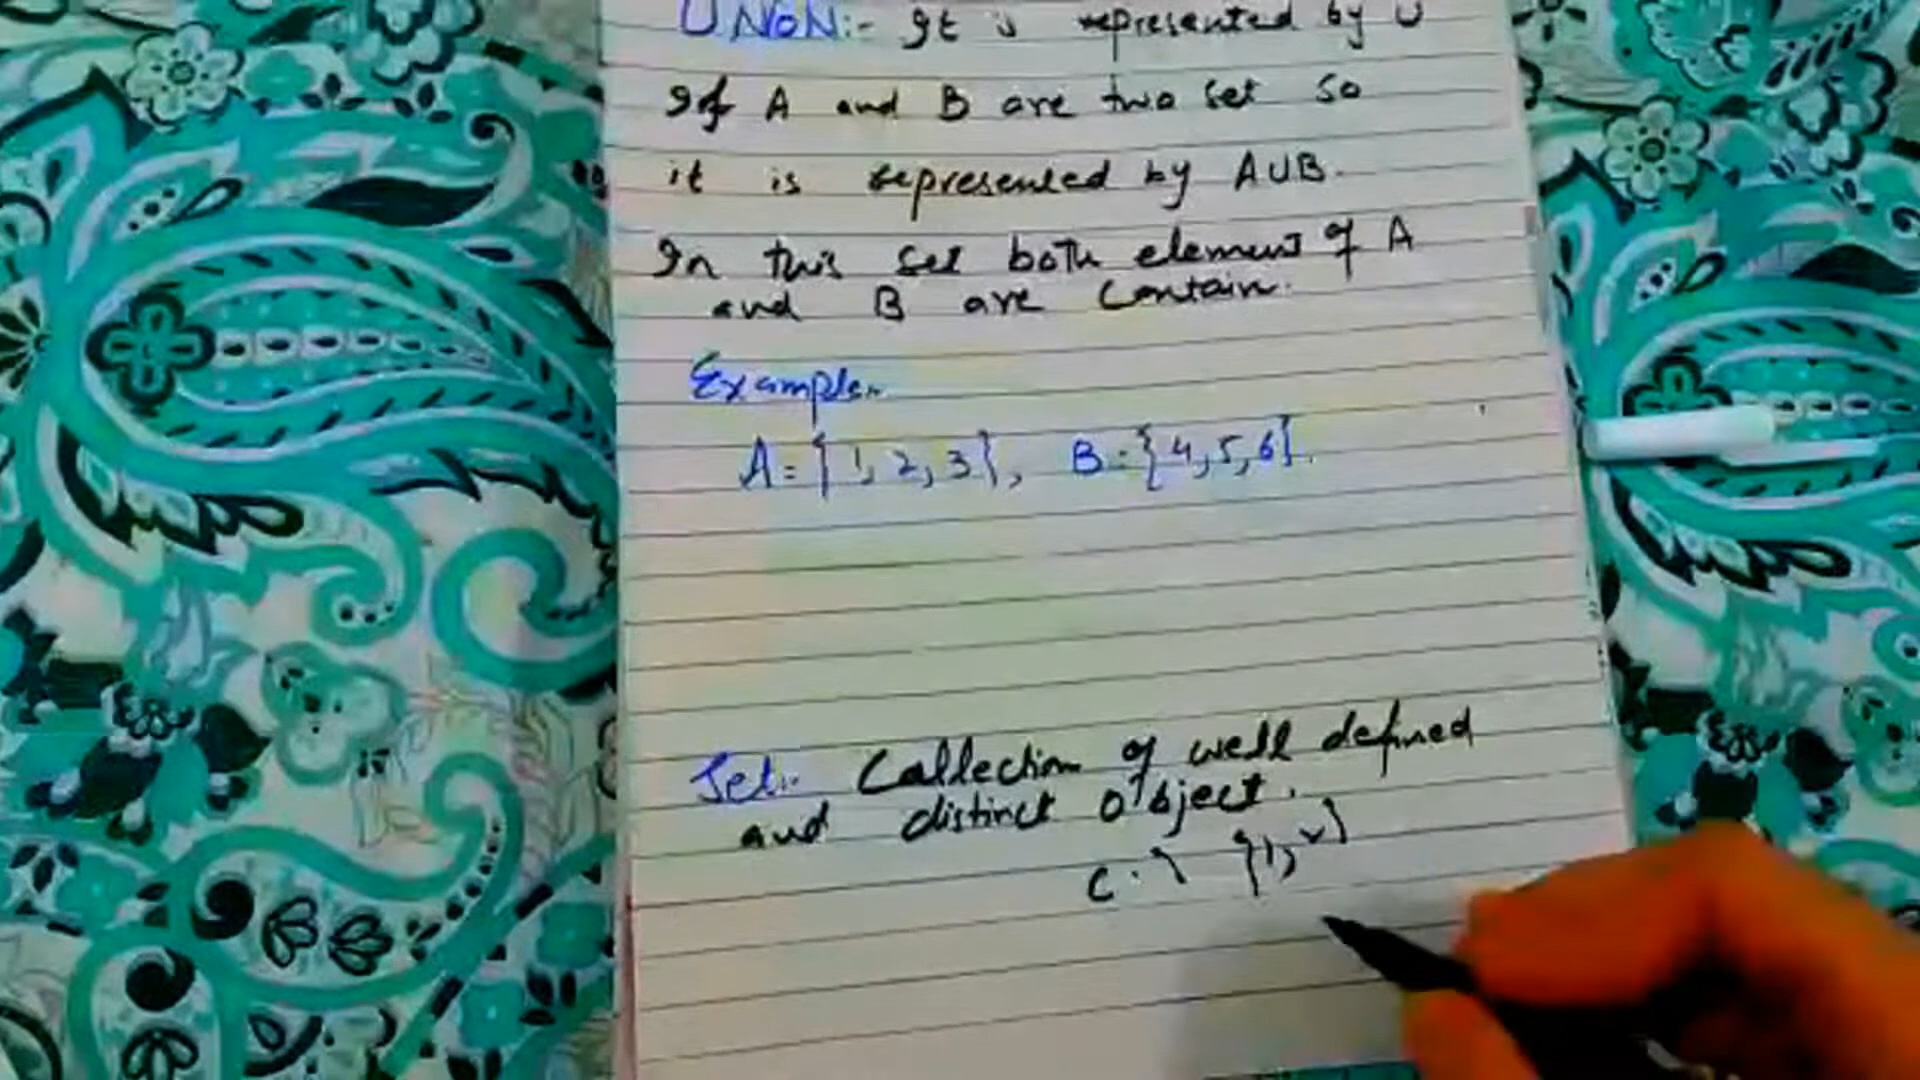 UNION:- It is represented by U
If A and B are two set so
it is represented by AUB.
In this set both element of A
and B are contain.
Example:-
A = {1, 2, 3}, B = {4, 5, 6}.
Set:- Collection of well defined
and distinct object.
{1, 2}